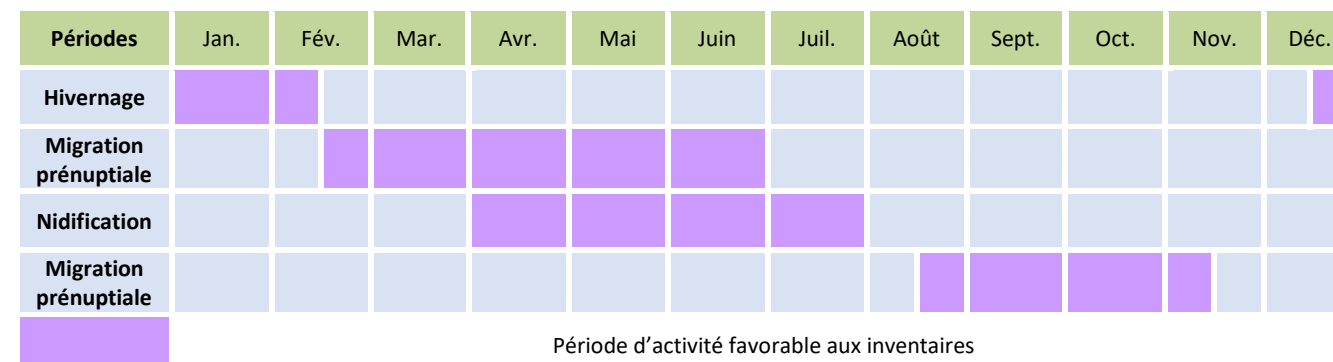 Périodes Jan. Fév. Mar. Avr. Mai Juin Juil. Août Sept. Oct. Nov. Déc.
Hivernage
Migration
prénuptiale
Nidification
Migration
prénuptiale
Période d’activité favorable aux inventaires